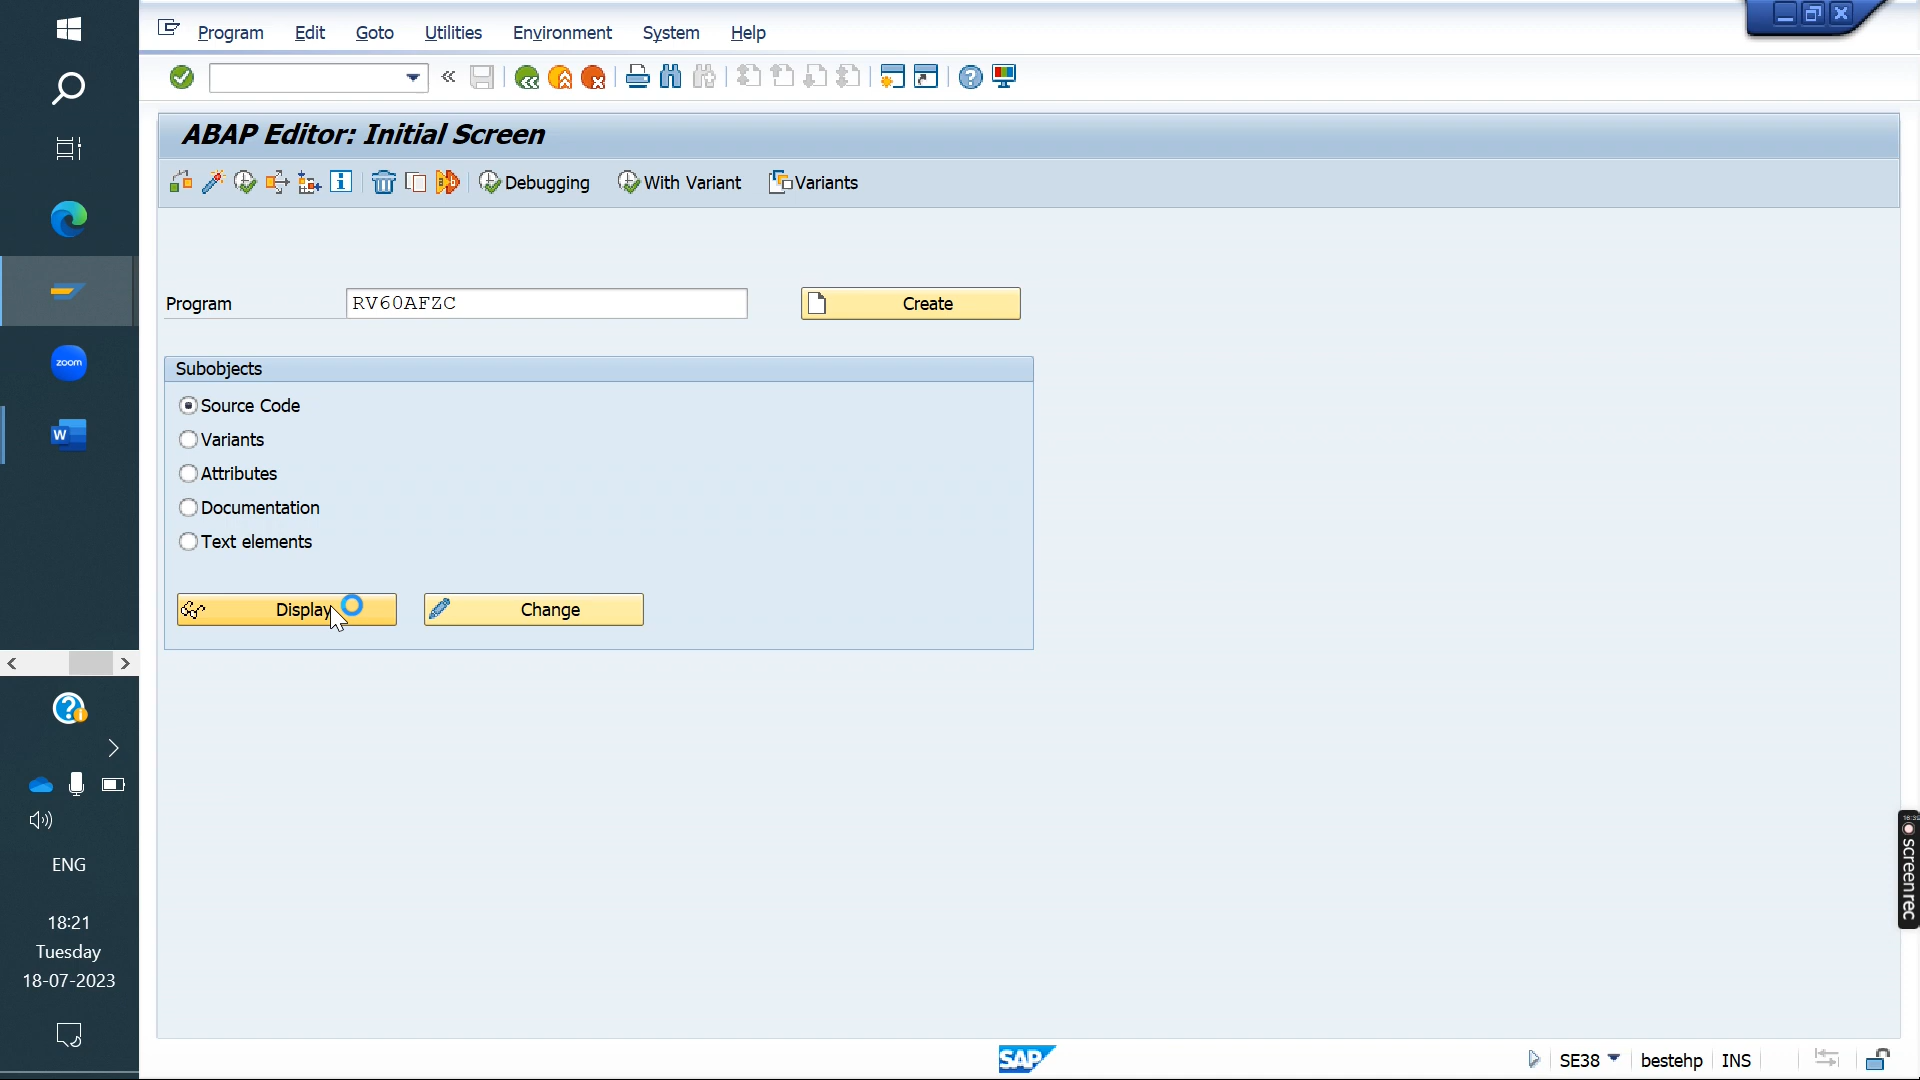 Program Edit Goto Utilities Environment System Help
ABAP Editor: Initial Screen
Debugging With Variant Variants
Program RV60AFZC Create
Subobjects
Source Code
Variants
Attributes
Documentation
Text elements
Display Change
zoom
W
ENG
18:21
Tuesday
18-07-2023
screenrec
SAP SE38 bestehp INS